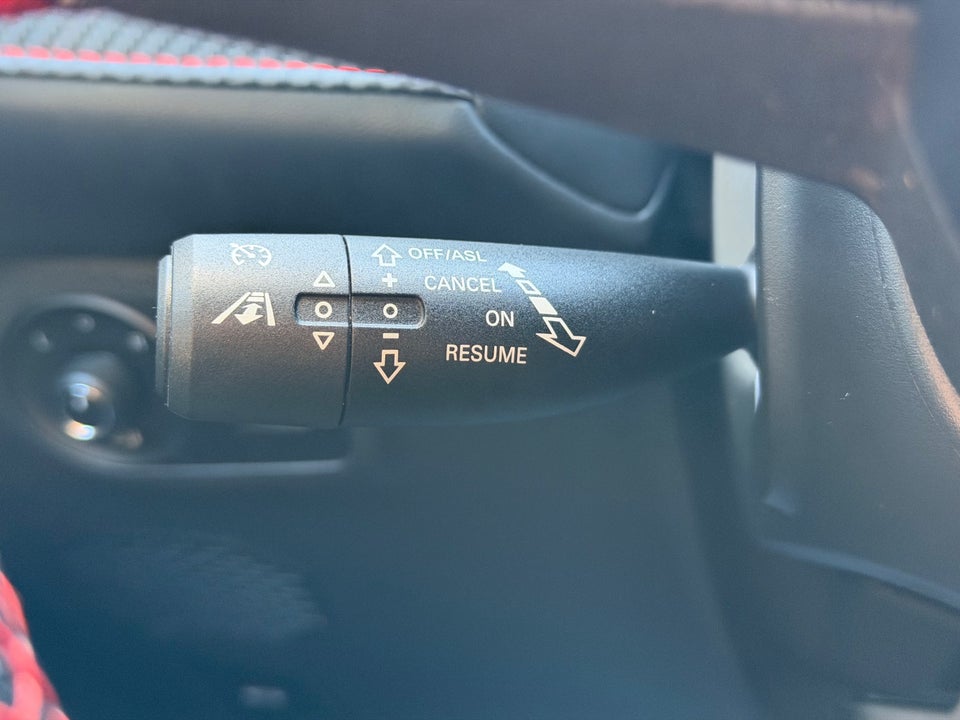 OFF/ASL
+
CANCEL
ON
-
RESUME